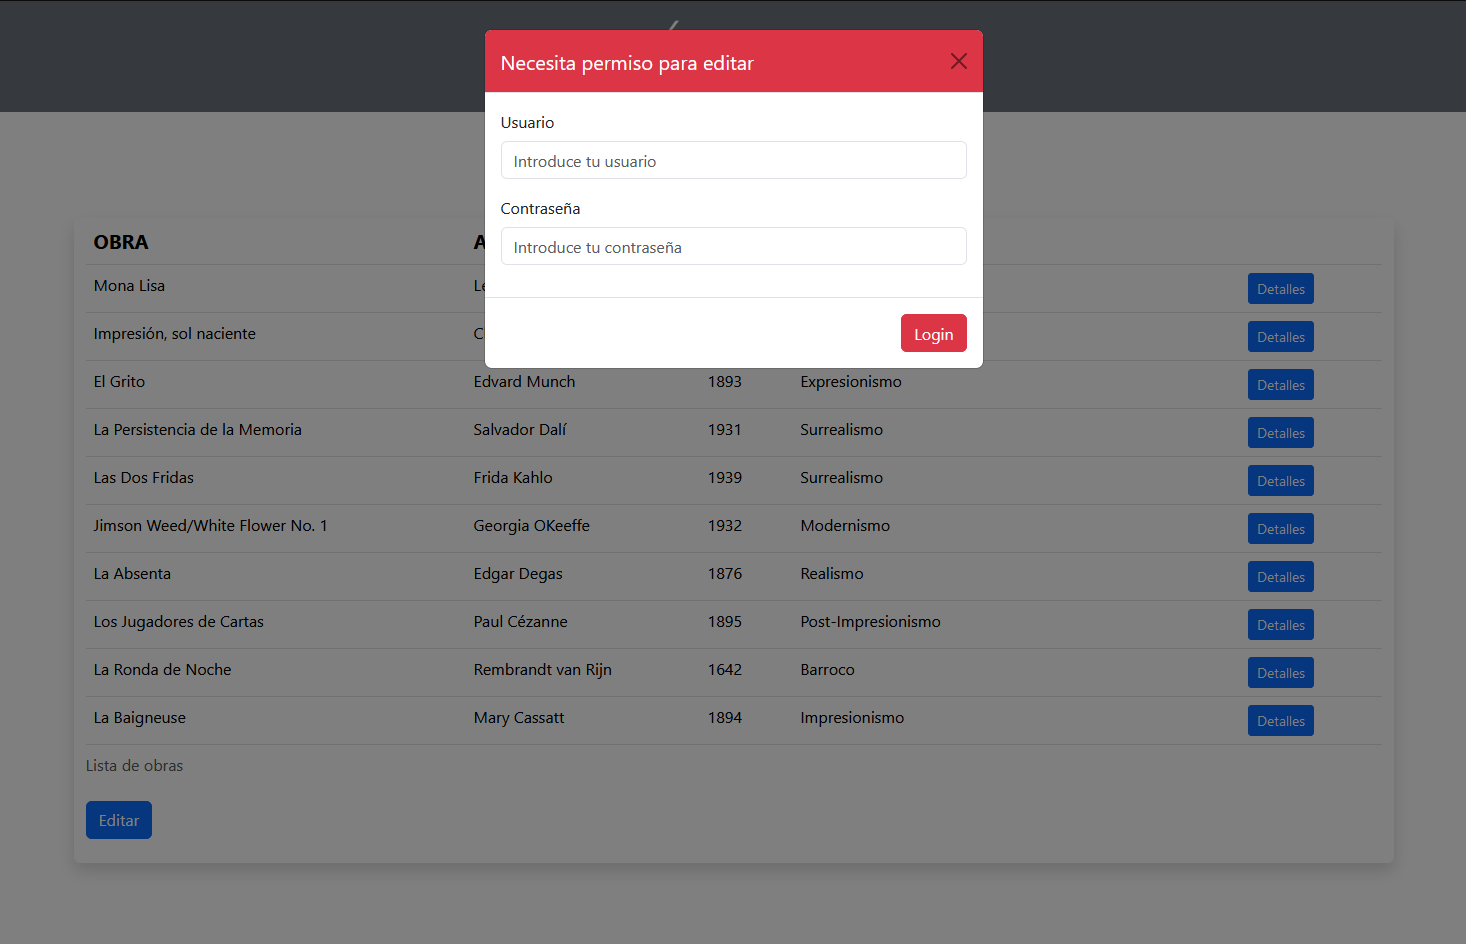 Necesita permiso para editar
Usuario
Introduce tu usuario
Contraseña
Introduce tu contraseña
Login
OBRA
Mona Lisa Detalles
Impresión, sol naciente Detalles
El Grito Edvard Munch 1893 Expresionismo Detalles
La Persistencia de la Memoria Salvador Dalí 1931 Surrealismo Detalles
Las Dos Fridas Frida Kahlo 1939 Surrealismo Detalles
Jimson Weed/White Flower No. 1 Georgia OKeeffe 1932 Modernismo Detalles
La Absenta Edgar Degas 1876 Realismo Detalles
Los Jugadores de Cartas Paul Cézanne 1895 Post-Impresionismo Detalles
La Ronda de Noche Rembrandt van Rijn 1642 Barroco Detalles
La Baigneuse Mary Cassatt 1894 Impresionismo Detalles
Lista de obras
Editar